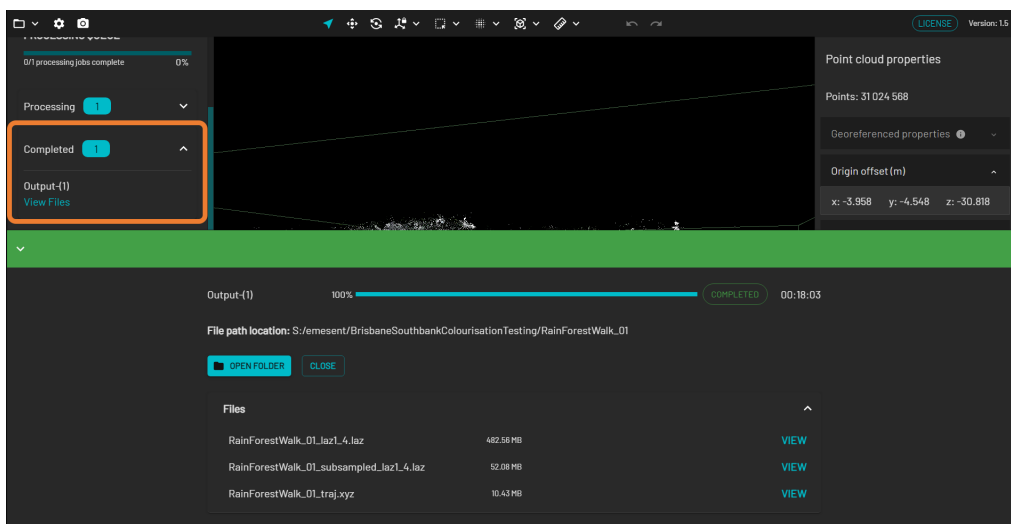 LICENSE Version: 1.5
PROCESSING QUEUE
0/1 processing jobs complete 0%
Processing 1
Completed 1
Output-(1)
View Files
Point cloud properties
Points: 31 024 568
Georeferenced properties
Origin offset (m)
x: -3.958 y: -4.548 z: -30.818
Output-(1) 100% COMPLETED 00:18:03
File path location: S:/emesent/BrisbaneSouthbankColourisationTesting/RainForestWalk_01
OPEN FOLDER CLOSE
Files
RainForestWalk_01_laz1_4.laz 482.56 MB VIEW
RainForestWalk_01_subsampled_laz1_4.laz 52.08 MB VIEW
RainForestWalk_01_traj.xyz 10.43 MB VIEW